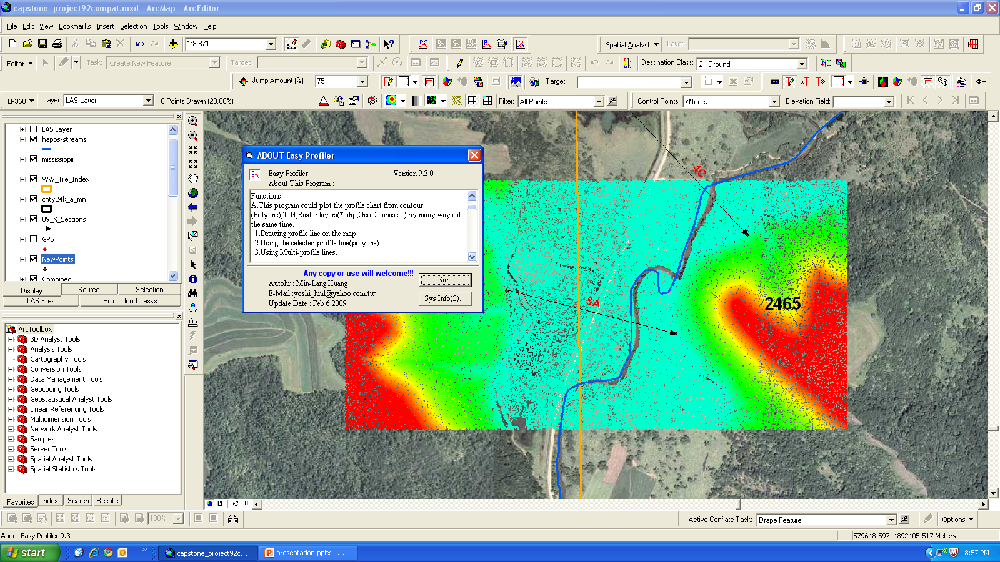 capstone_project92compat.mxd - ArcMap - ArcEditor
File Edit View Bookmarks Insert Selection Tools Window Help
1:8,871
Spatial Analyst
Layer:
Editor
Task: Create New Feature
Target:
Destination Class: 2 Ground
Jump Amount (%) 75
Target:
LP360
Layer: LAS Layer
0 Points Drawn (20.00%)
Filter: All Points
Control Points: <None>
Elevation Field:
LAS Layer
happs-streams
mississippir
WW_Tile_Index
cnty24k_a_mn
09_X_Sections
GPS
NewPoints
Combined
Display Source Selection
LAS Files Point Cloud Tasks
ArcToolbox
3D Analyst Tools
Analysis Tools
Cartography Tools
Conversion Tools
Data Management Tools
Geocoding Tools
Geostatistical Analyst Tools
Linear Referencing Tools
Multidimension Tools
Network Analyst Tools
Samples
Server Tools
Spatial Analyst Tools
Spatial Statistics Tools
Favorites Index Search Results
ABOUT Easy Profiler
Easy Profiler
Version 9.3.0
About This Program :
Functions:
A.This program could plot the profile chart from contour
(Polyline),TIN,Raster layers(*.shp,GeoDatabase...) by many ways at
the same time.
1.Drawing profile line on the map.
2.Using the selected profile line(polyline).
3.Using Multi-profile lines.
Any copy or use will welcome!!!
Sure
Autohr : Min-Lang Huang
E-Mail :yoshi_hml@yahoo.com.tw
Sys Info(S)...
Update Date : Feb 6 2009
4C
5A
2465
100%
Active Conflate Task: Drape Feature
Options
About Easy Profiler 9.3
579648.597 4892405.517 Meters
start
capstone_project92c...
presentation.pptx - ...
8:57 PM